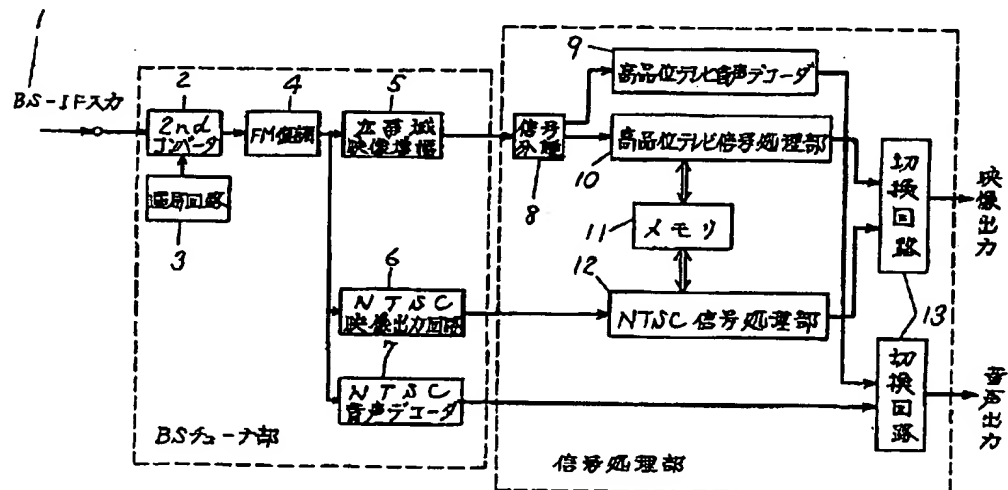 1
BS-IF入力
2
2nd
コンバータ
選局回路
3
4
FM復調
5
広帯域
映像増幅
6
NTSC
映像出力回路
7
NTSC
音声デコーダ
BSチューナ部
8
信号
分離
9
高品位テレビ音声デコーダ
10
高品位テレビ信号処理部
11
メモリ
12
NTSC信号処理部
切換回路
13
切換回路
映像出力
音声出力
信号処理部